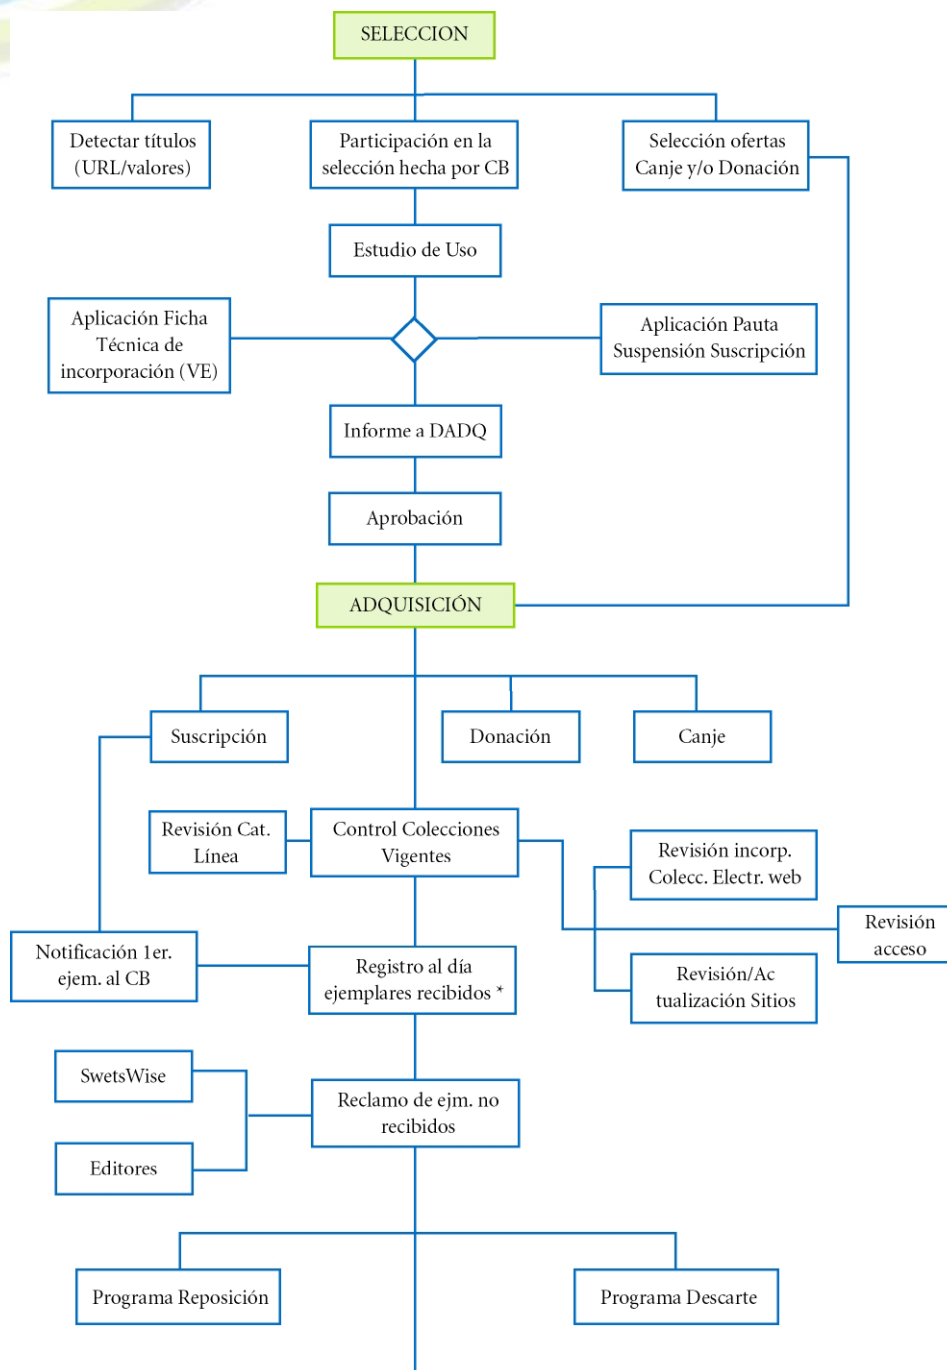 SELECCION
Detectar títulos
(URL/valores)
Participación en la
selección hecha por CB
Selección ofertas
Canje y/o Donación
Estudio de Uso
Aplicación Ficha
Técnica de
incorporación (VE)
Aplicación Pauta
Suspensión Suscripción
Informe a DADQ
Aprobación
ADQUISICIÓN
Suscripción
Donación
Canje
Revisión Cat.
Línea
Control Colecciones
Vigentes
Revisión incorp.
Colecc. Electr. web
Revisión
acceso
Notificación 1er.
ejem. al CB
Registro al día
ejemplares recibidos *
Revisión/Ac
tualización Sitios
SwetsWise
Reclamo de ejm. no
recibidos
Editores
Programa Reposición
Programa Descarte